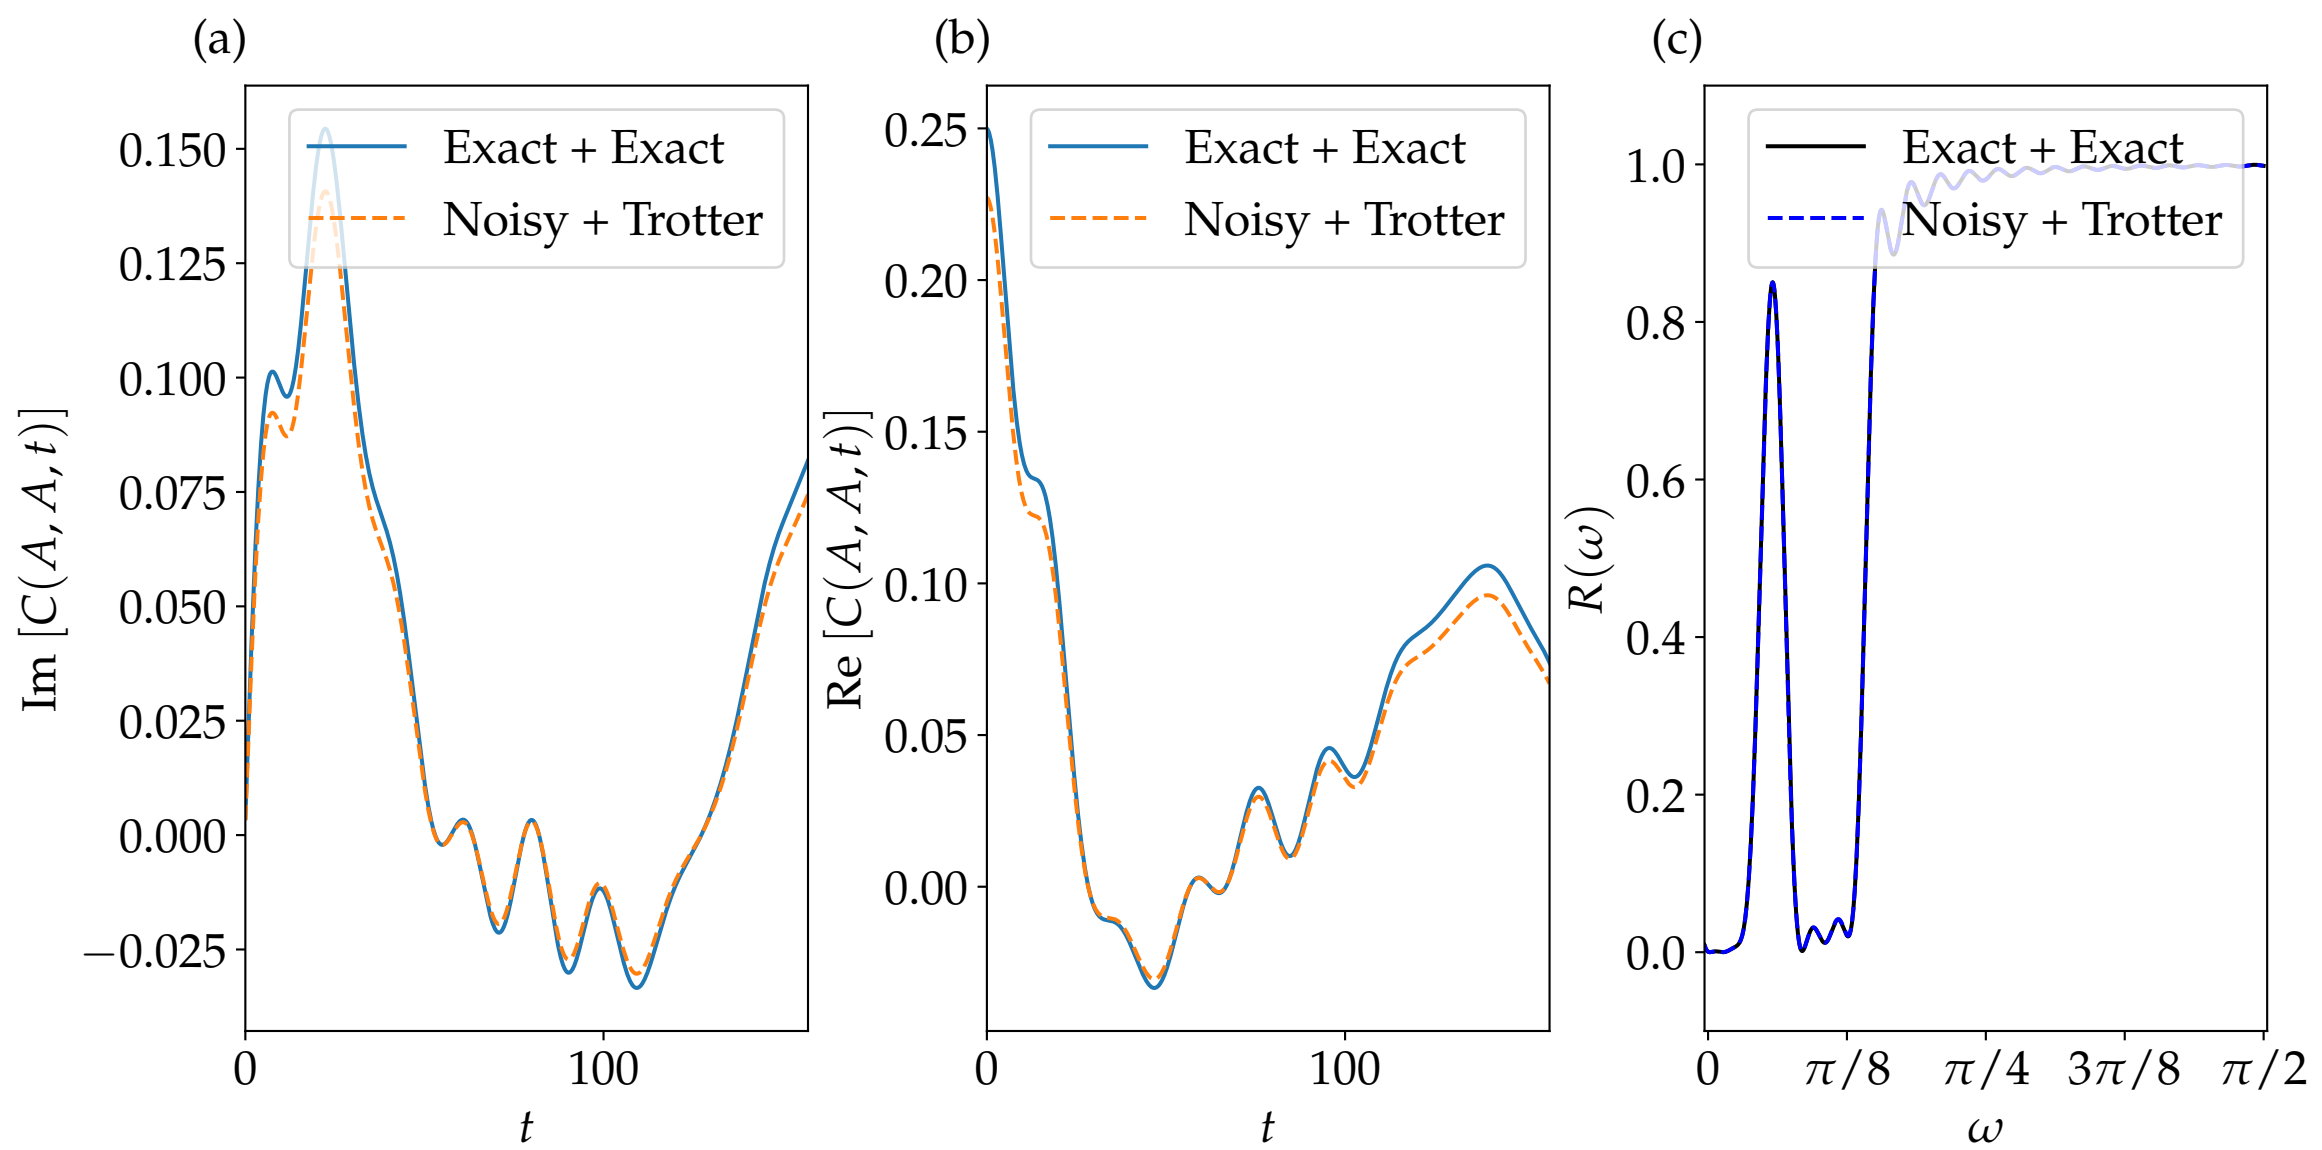 (a)
Exact + Exact
Noisy + Trotter
Im [C(A, A, t)]
0.150
0.125
0.100
0.075
0.050
0.025
0.000
−0.025
0
100
t
(b)
Exact + Exact
Noisy + Trotter
Re [C(A, A, t)]
0.25
0.20
0.15
0.10
0.05
0.00
0
100
t
(c)
Exact + Exact
Noisy + Trotter
R(ω)
1.0
0.8
0.6
0.4
0.2
0.0
0
π/8
π/4
3π/8
π/2
ω